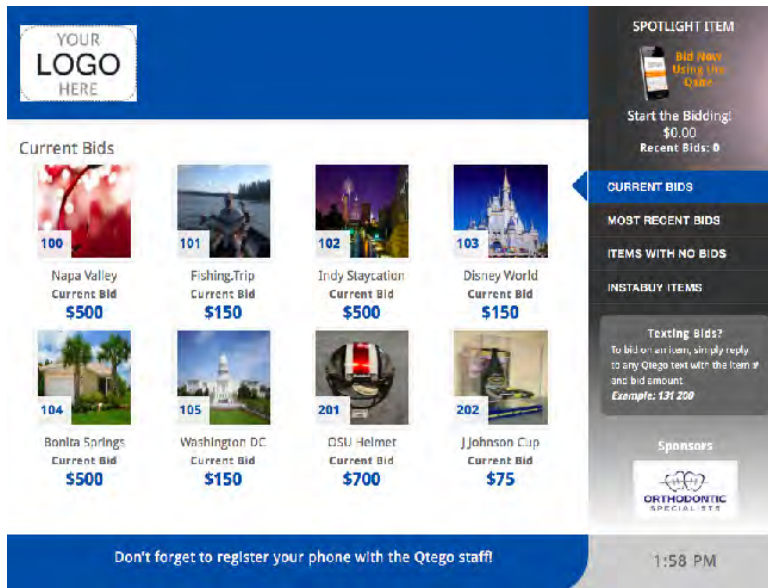 YOUR
LOGO
HERE
Current Bids
100
101
102
103
Napa Valley
Fishing Trip
Indy Staycation
Disney World
Current Bid
Current Bid
Current Bid
Current Bid
$500
$150
$500
$150
104
105
201
202
Bonita Springs
Washington DC
OSU Helmet
J Johnson Cup
Current Bid
Current Bid
Current Bid
Current Bid
$500
$150
$700
$75
Don't forget to register your phone with the Qtego staff!
SPOTLIGHT ITEM
Bid Now
Using the
Start the Bidding!
$0.00
Recent Bids: 0
CURRENT BIDS
MOST RECENT BIDS
ITEMS WITH NO BIDS
INSTABUY ITEMS
Texting Bids?
To bid on an item, simply reply
to any Qtego text with the item #
and bid amount
Example: 131 200
Sponsors
ORTHODONTIC
SPECIALISTS
1:58 PM